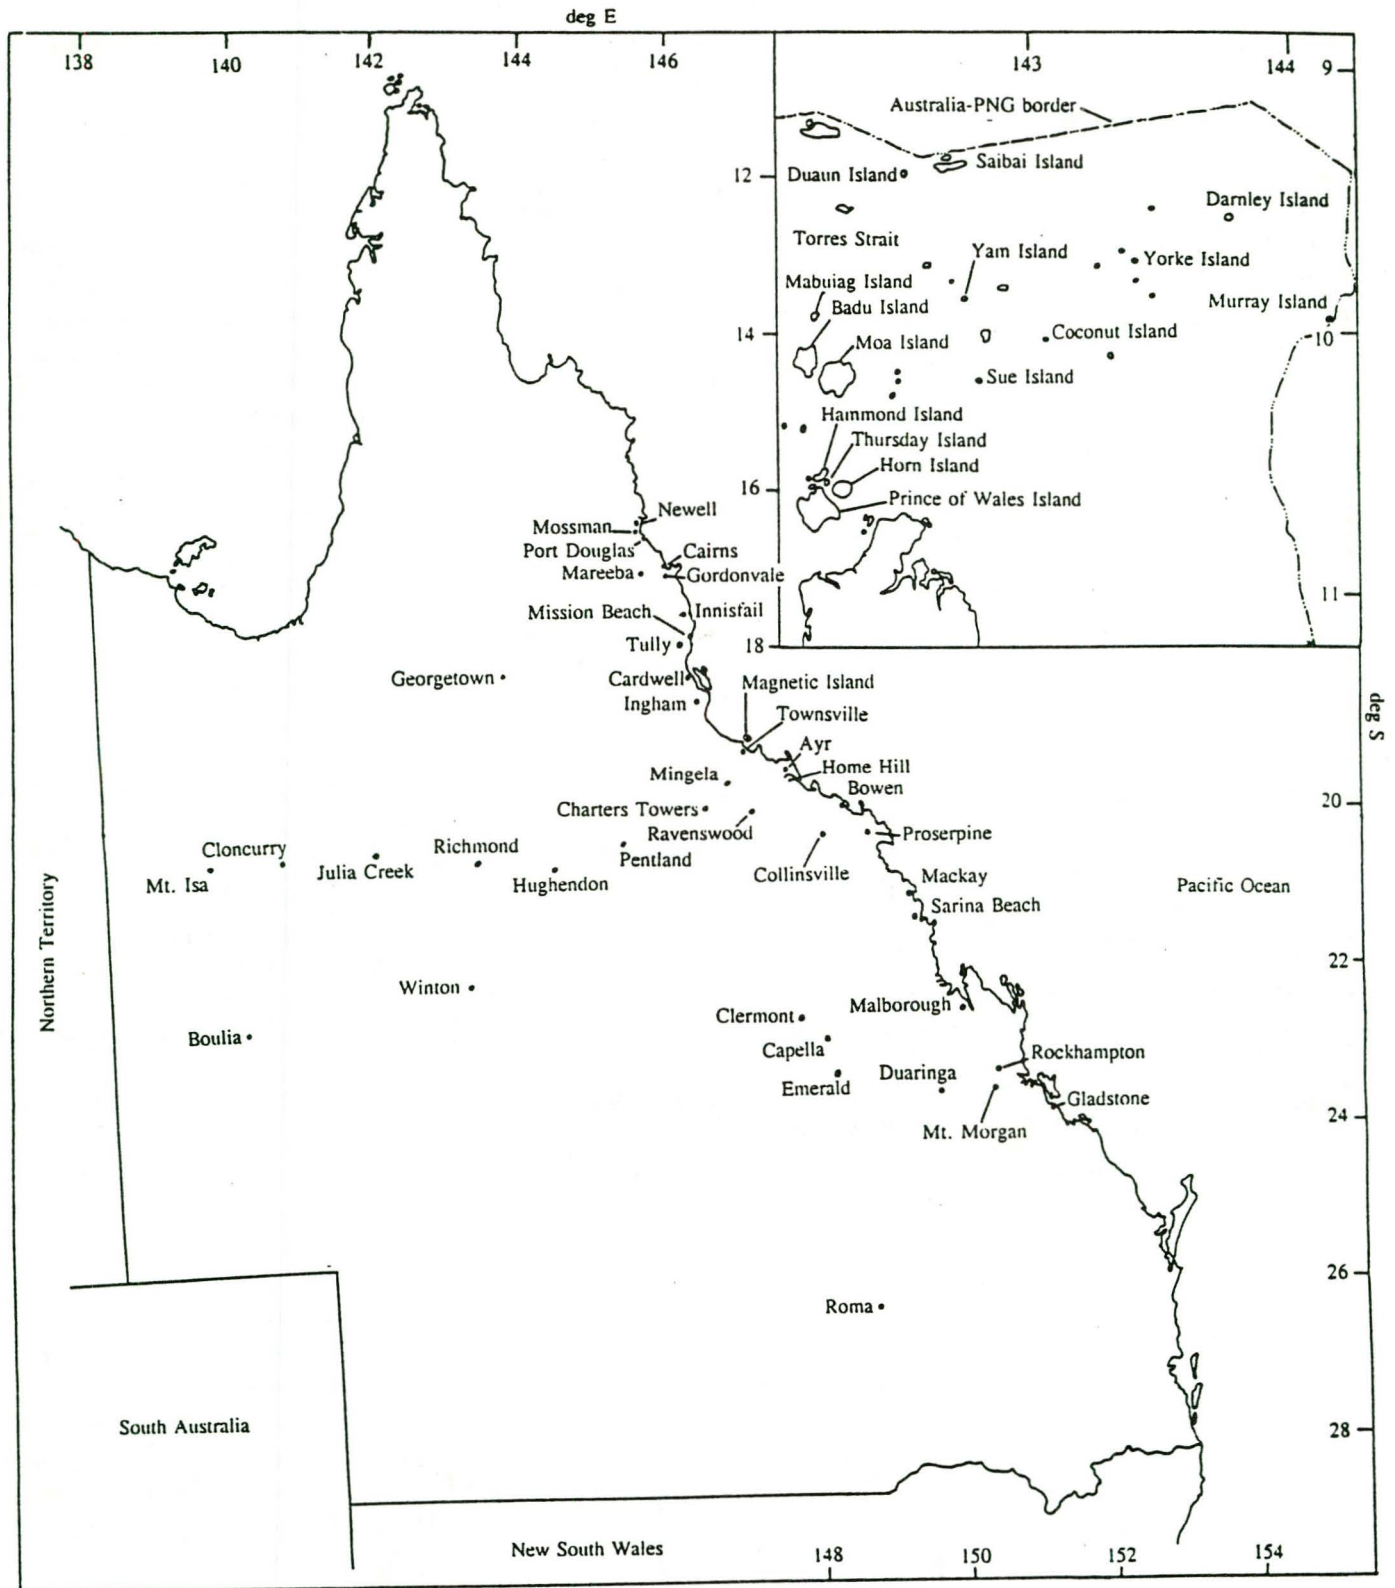 deg E
138
140
142
144
146
143
144
9
Australia-PNG border
Saibai Island
12
Duaun Island
Darnley Island
Torres Strait
Yam Island
Yorke Island
Mabuiag Island
Badu Island
Murray Island
14
Moa Island
Coconut Island
10
Sue Island
Hammond Island
Thursday Island
Horn Island
16
Prince of Wales Island
Newell
Mossman
Port Douglas
Cairns
Mareeba
Gordonvale
11
Mission Beach
Innisfail
Tully
18
Georgetown
Cardwell
Magnetic Island
Ingham
deg S
Townsville
Ayr
Mingela
Home Hill
Bowen
Charters Towers
20
Ravenswood
Proserpine
Cloncurry
Richmond
Pentland
Julia Creek
Collinsville
Mackay
Mt. Isa
Hughendon
Pacific Ocean
Sarina Beach
Northern Territory
22
Winton
Malborough
Clermont
Boulia
Capella
Rockhampton
Duaringa
Emerald
Gladstone
24
Mt. Morgan
26
Roma
South Australia
28
New South Wales
148
150
152
154